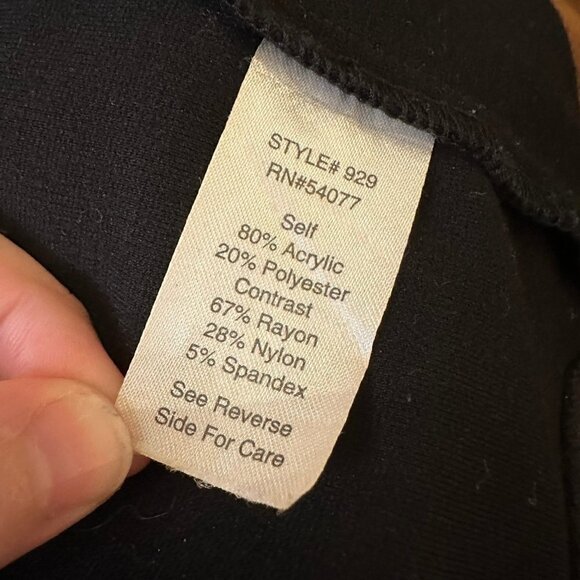 STYLE# 929
RN#54077
Self
80% Acrylic
20% Polyester
Contrast
67% Rayon
28% Nylon
5% Spandex
See Reverse
Side For Care